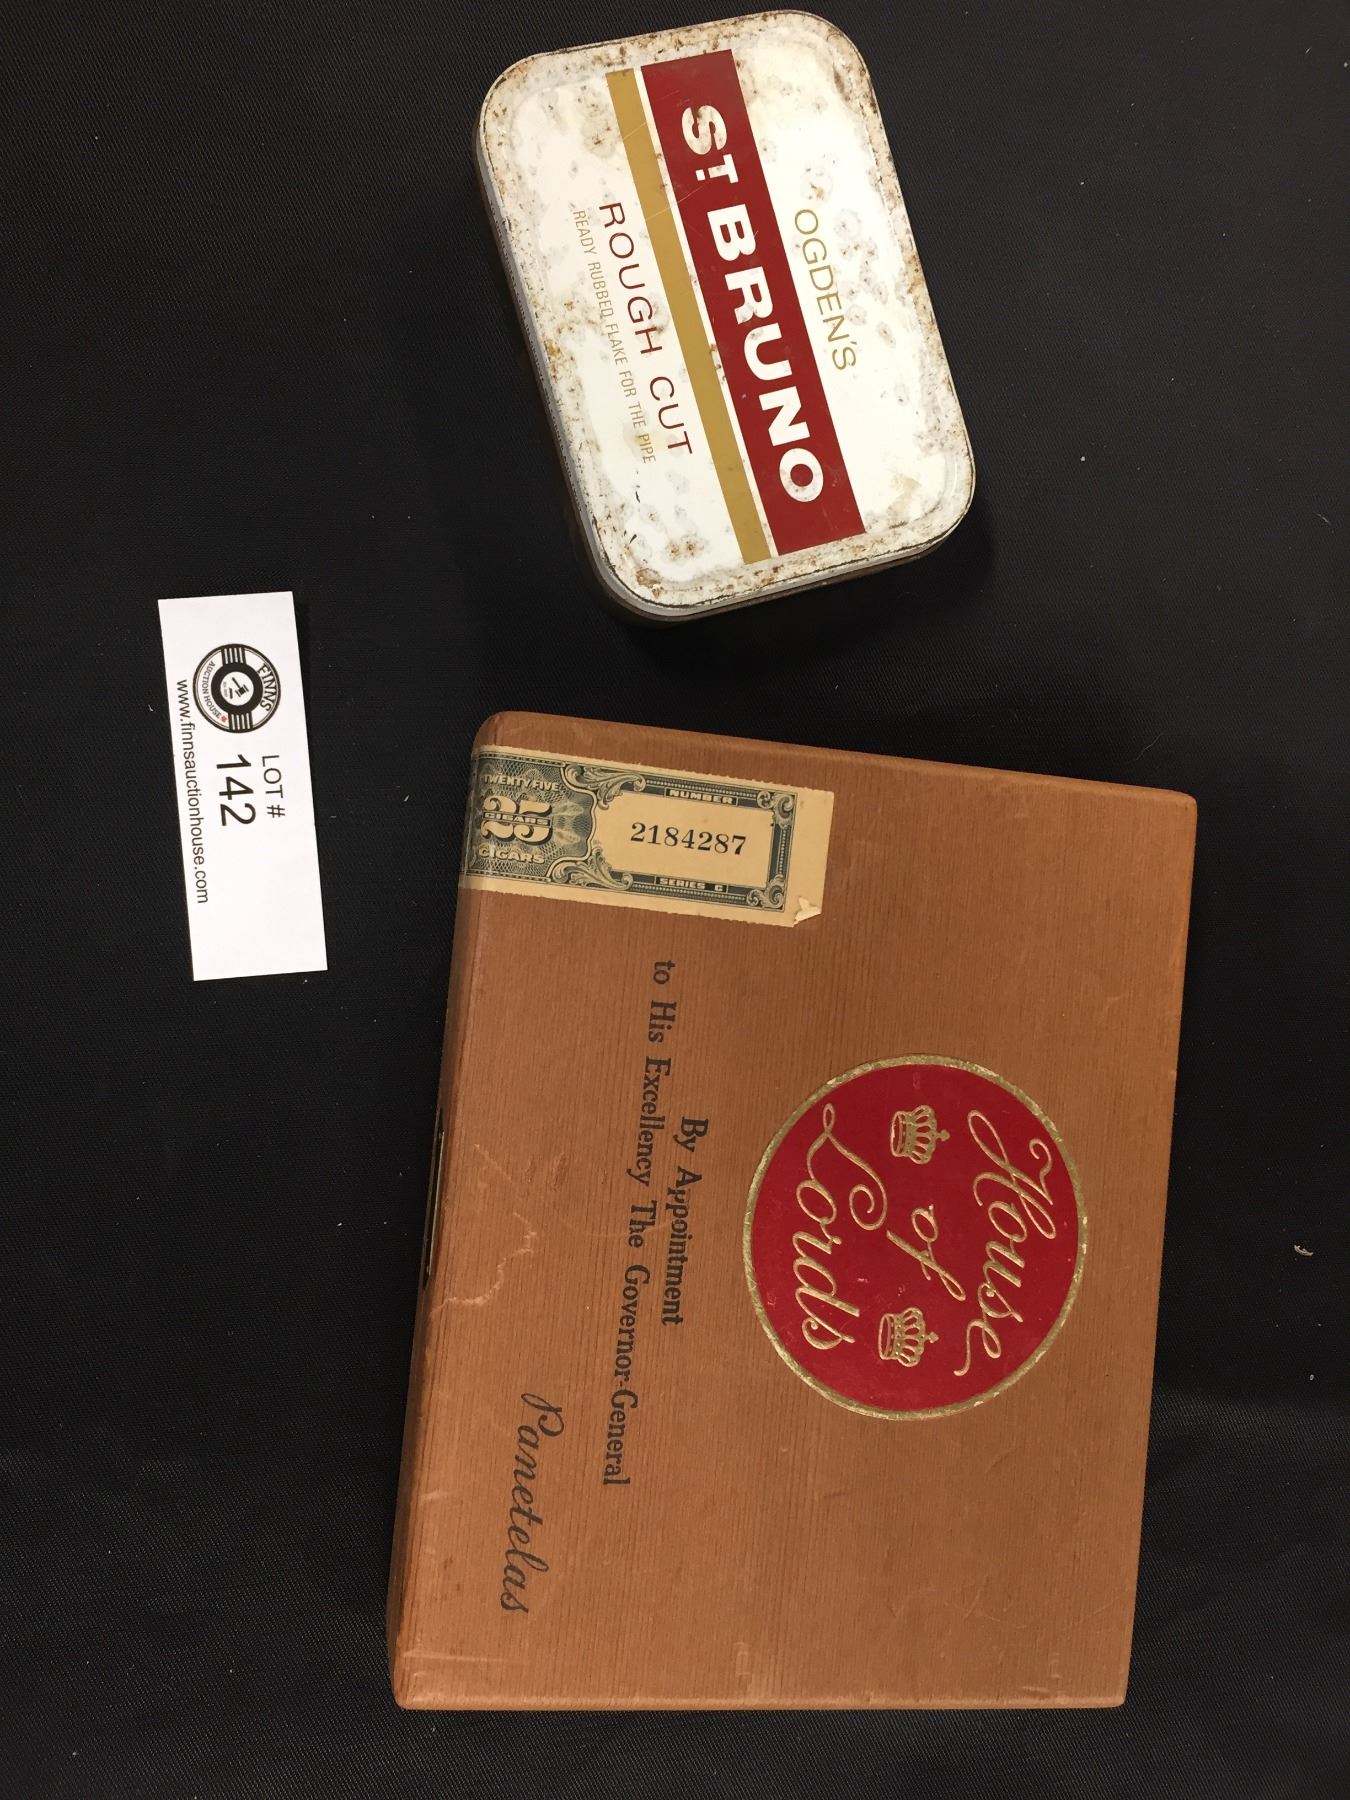 OGDEN'S
ST BRUNO
ROUGH CUT
READY RUBBED FLAKE FOR THE PIPE
LOT #
142
FINNS
AUCTION HOUSE
www.finnsauctionhouse.com
TWENTY FIVE
25
CIGARS
CIGARS
NUMBER
2184287
SERIES G
House
of
Lords
By Appointment
to His Excellency The Governor-General
Panetelas